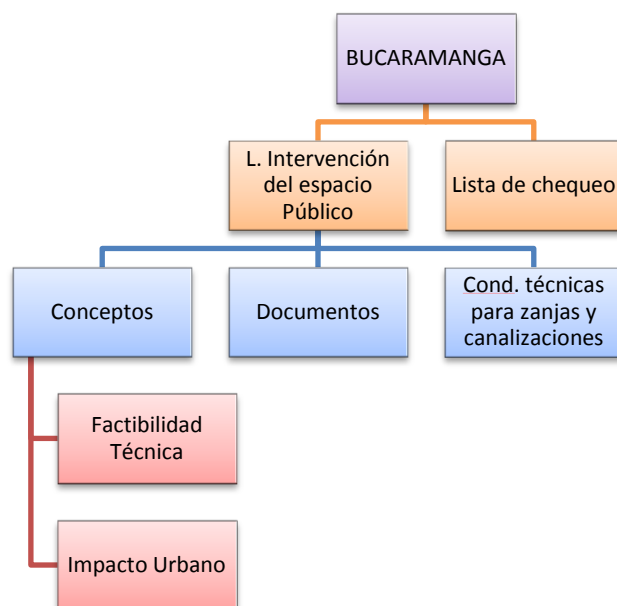 BUCARAMANGA
L. Intervención
del espacio
Público
Lista de chequeo
Conceptos
Documentos
Cond. técnicas
para zanjas y
canalizaciones
Factibilidad
Técnica
Impacto Urbano